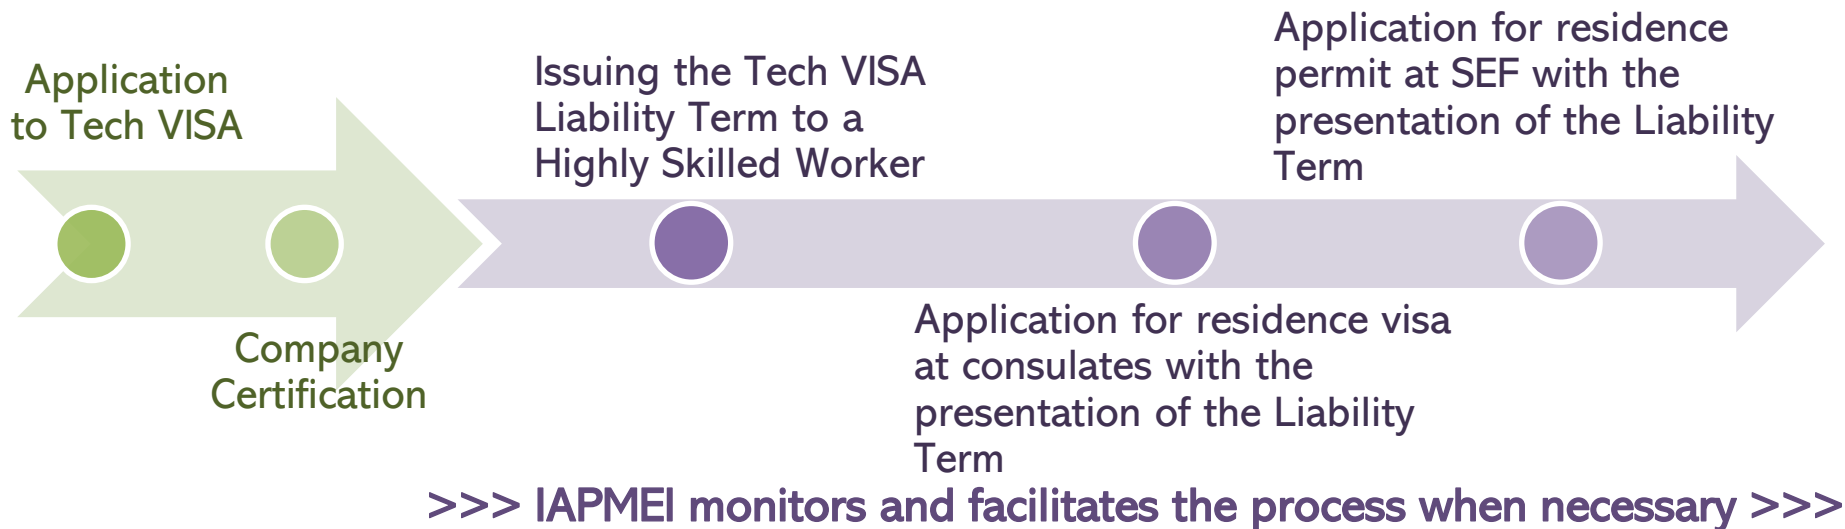 Application
to Tech VISA
Company
Certification
Issuing the Tech VISA
Liability Term to a
Highly Skilled Worker
Application for residence visa
at consulates with the
presentation of the Liability
Term
Application for residence
permit at SEF with the
presentation of the Liability
Term
>>> IAPMEI monitors and facilitates the process when necessary >>>